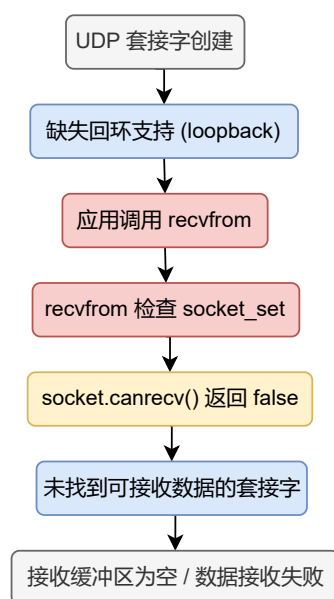 UDP 套接字创建
缺失回环支持 (loopback)
应用调用 recvfrom
recvfrom 检查 socket_set
socket.canrecv() 返回 false
未找到可接收数据的套接字
接收缓冲区为空 / 数据接收失败